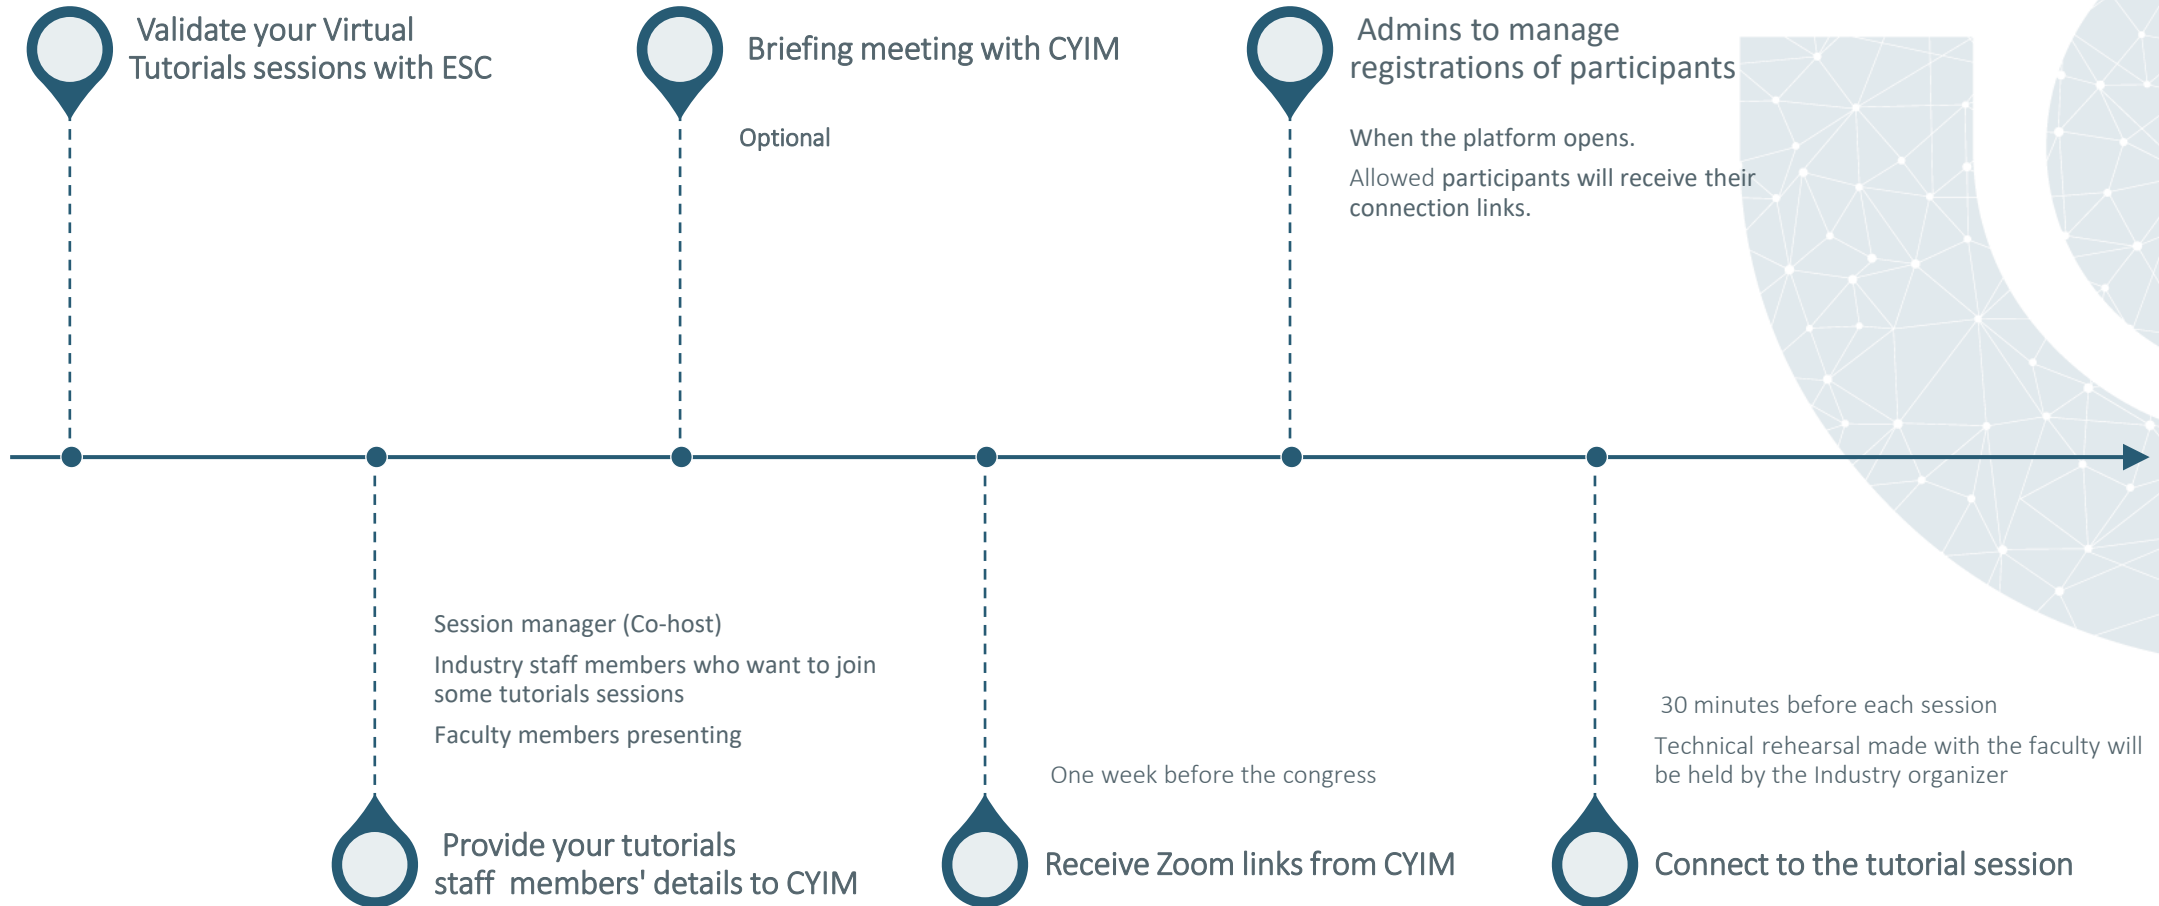 Validate your Virtual
Tutorials sessions with ESC
Briefing meeting with CYIM
Optional
Admins to manage
registrations of participants
When the platform opens.
Allowed participants will receive their
connection links.
Session manager (Co-host)
Industry staff members who want to join
some tutorials sessions
Faculty members presenting
Provide your tutorials
staff members' details to CYIM
One week before the congress
Receive Zoom links from CYIM
30 minutes before each session
Technical rehearsal made with the faculty will
be held by the Industry organizer
Connect to the tutorial session